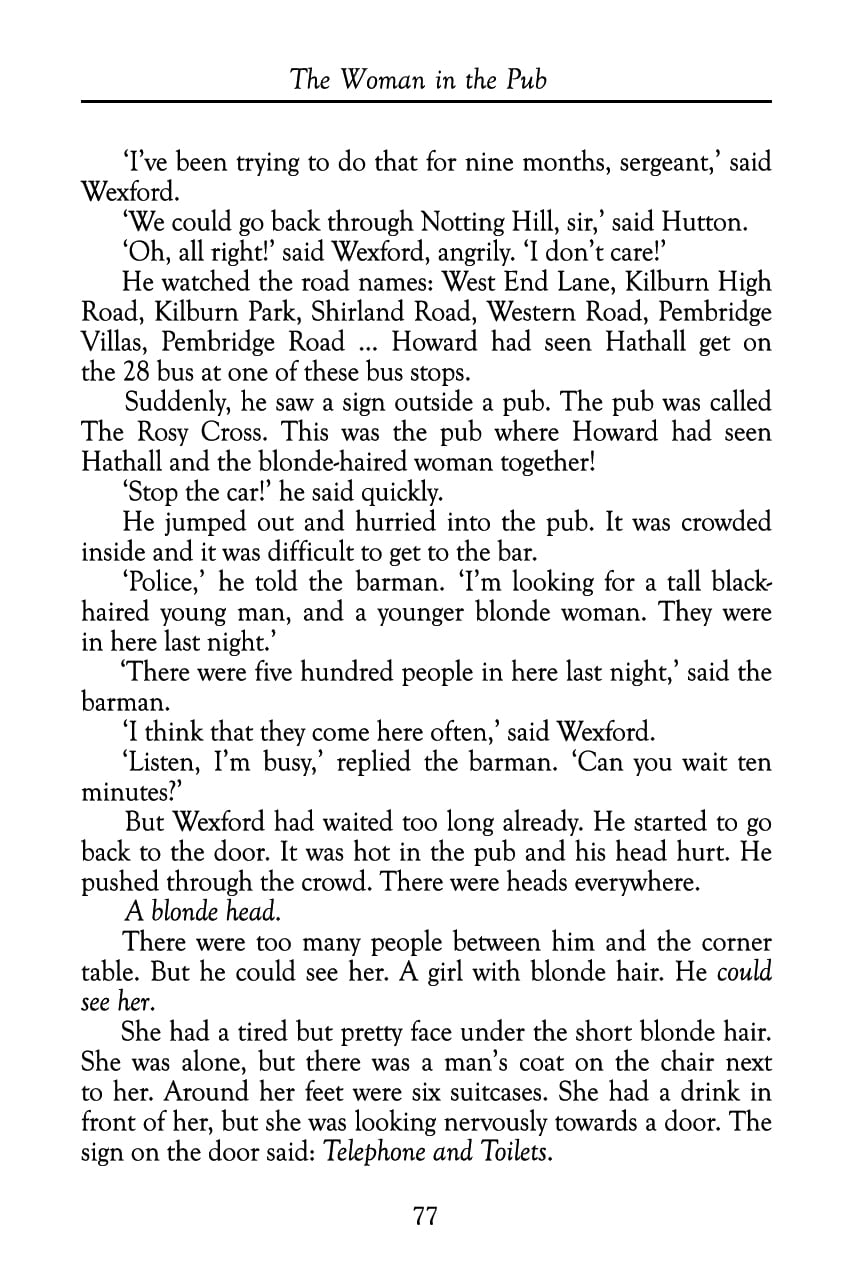 The Woman in the Pub
‘I’ve been trying to do that for nine months, sergeant,’ said
Wexford.
‘We could go back through Notting Hill, sir,’ said Hutton.
‘Oh, all right!’ said Wexford, angrily. ‘I don’t care!’
He watched the road names: West End Lane, Kilburn High
Road, Kilburn Park, Shirland Road, Western Road, Pembridge
Villas, Pembridge Road ... Howard had seen Hathall get on
the 28 bus at one of these bus stops.
Suddenly, he saw a sign outside a pub. The pub was called
The Rosy Cross. This was the pub where Howard had seen
Hathall and the blonde-haired woman together!
‘Stop the car!’ he said quickly.
He jumped out and hurried into the pub. It was crowded
inside and it was difficult to get to the bar.
‘Police,’ he told the barman. ‘I’m looking for a tall black-
haired young man, and a younger blonde woman. They were
in here last night.’
‘There were five hundred people in here last night,’ said the
barman.
‘I think that they come here often,’ said Wexford.
‘Listen, I’m busy,’ replied the barman. ‘Can you wait ten
minutes?’
But Wexford had waited too long already. He started to go
back to the door. It was hot in the pub and his head hurt. He
pushed through the crowd. There were heads everywhere.
A blonde head.
There were too many people between him and the corner
table. But he could see her. A girl with blonde hair. He could
see her.
She had a tired but pretty face under the short blonde hair.
She was alone, but there was a man’s coat on the chair next
to her. Around her feet were six suitcases. She had a drink in
front of her, but she was looking nervously towards a door. The
sign on the door said: Telephone and Toilets.
77